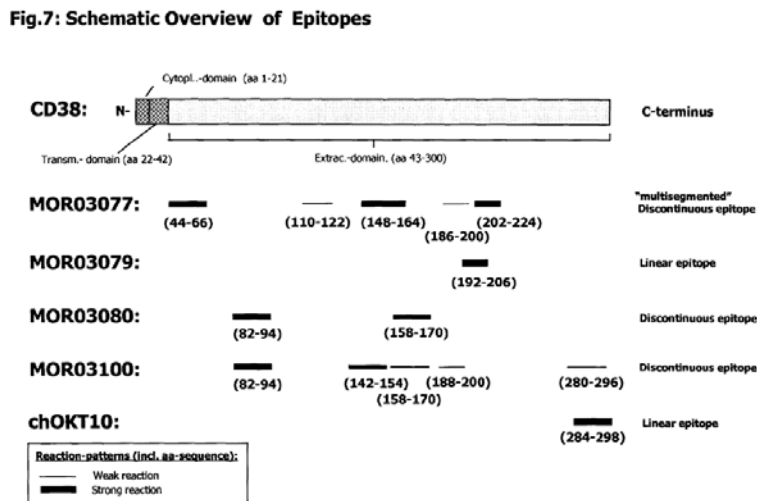 Fig.7: Schematic Overview of Epitopes
Cytopl..-domain (aa 1-21)
CD38: N- C-terminus
Transm.- domain (aa 22-42) Extrac.-domain. (aa 43-300)
MOR03077: "multisegmented"
Discontinuous epitope
(44-66) (110-122) (148-164) (202-224)
(186-200)
MOR03079: Linear epitope
(192-206)
MOR03080: Discontinuous epitope
(82-94) (158-170)
MOR03100: Discontinuous epitope
(82-94) (142-154) (188-200) (280-296)
(158-170)
chOKT10: Linear epitope
(284-298)
Reaction-patterns (incl. aa-sequence):
Weak reaction
Strong reaction